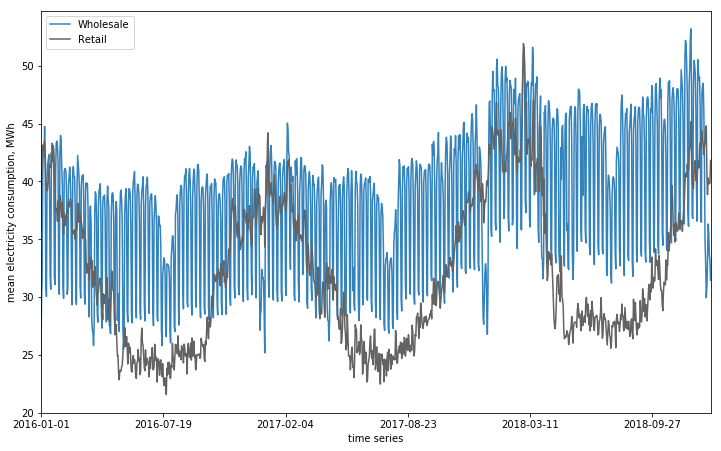 Wholesale
Retail
mean electricity consumption, MWh
50
45
40
35
30
25
20
2016-01-01 2016-07-19 2017-02-04 2017-08-23 2018-03-11 2018-09-27
time series